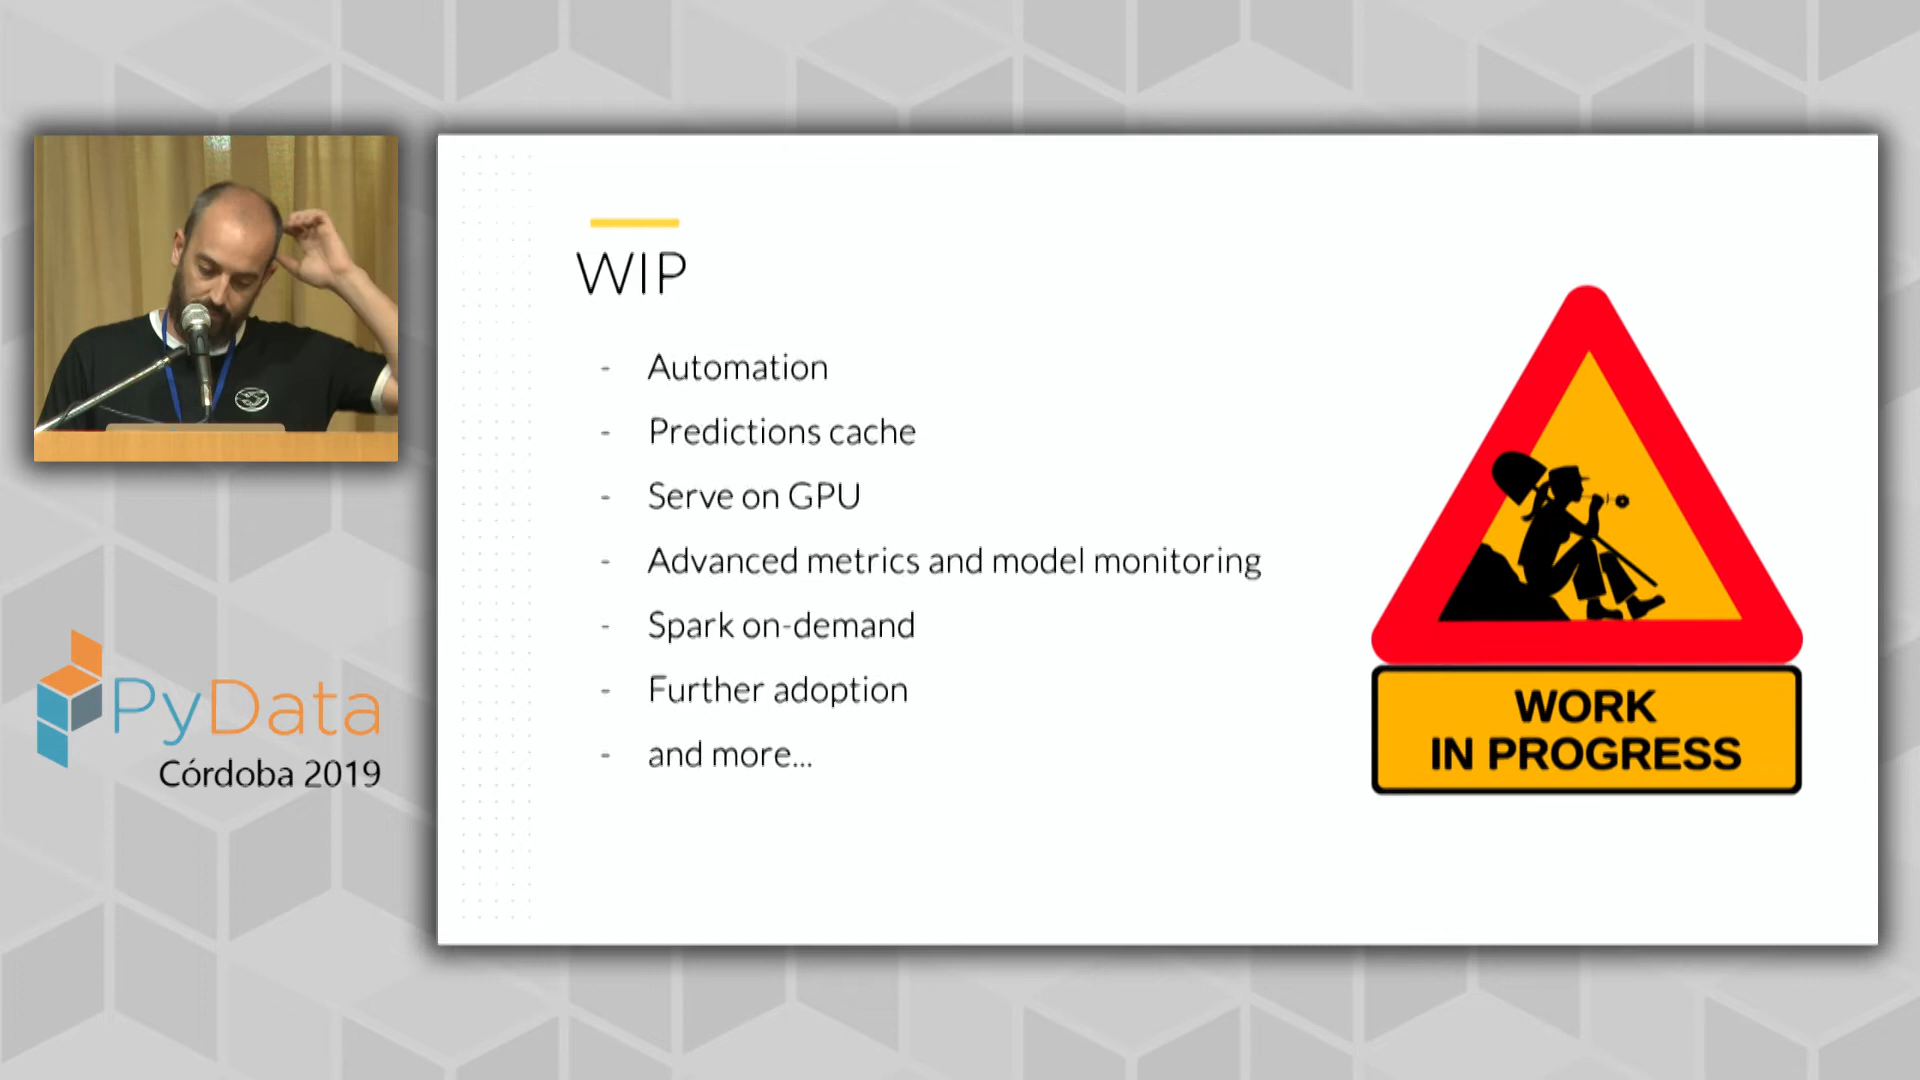 WIP
- Automation
- Predictions cache
- Serve on GPU
- Advanced metrics and model monitoring
- Spark on-demand
- Further adoption
- and more...
WORK
IN PROGRESS
PyData
Córdoba 2019